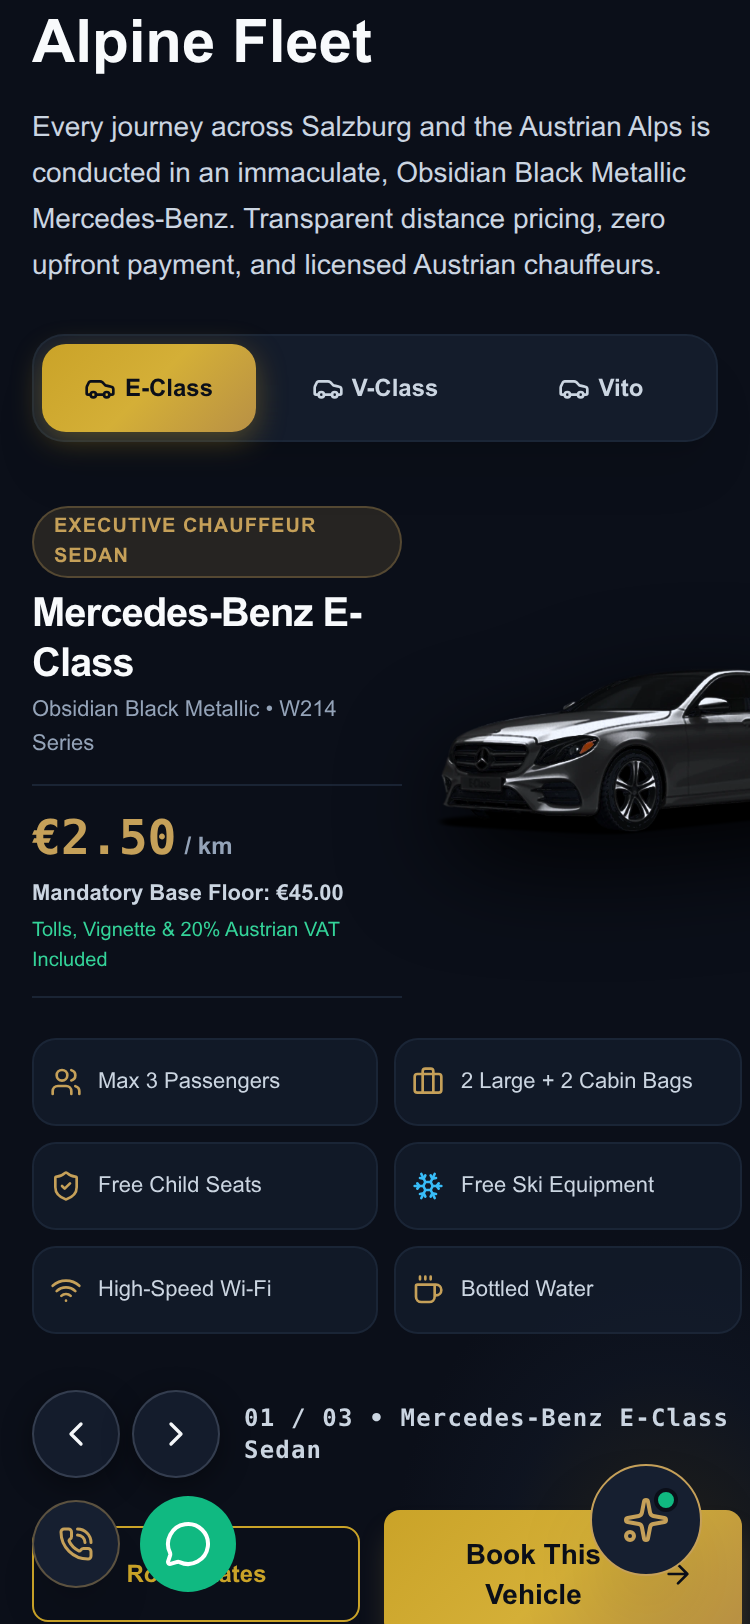 Alpine Fleet
Every journey across Salzburg and the Austrian Alps is
conducted in an immaculate, Obsidian Black Metallic
Mercedes-Benz. Transparent distance pricing, zero
upfront payment, and licensed Austrian chauffeurs.
E-Class
V-Class
Vito
EXECUTIVE CHAUFFEUR
SEDAN
Mercedes-Benz E-
Class
Obsidian Black Metallic • W214
Series
€2.50 / km
Mandatory Base Floor: €45.00
Tolls, Vignette & 20% Austrian VAT
Included
Max 3 Passengers
2 Large + 2 Cabin Bags
Free Child Seats
Free Ski Equipment
High-Speed Wi-Fi
Bottled Water
01 / 03 • Mercedes-Benz E-Class
Sedan
Book This
Vehicle